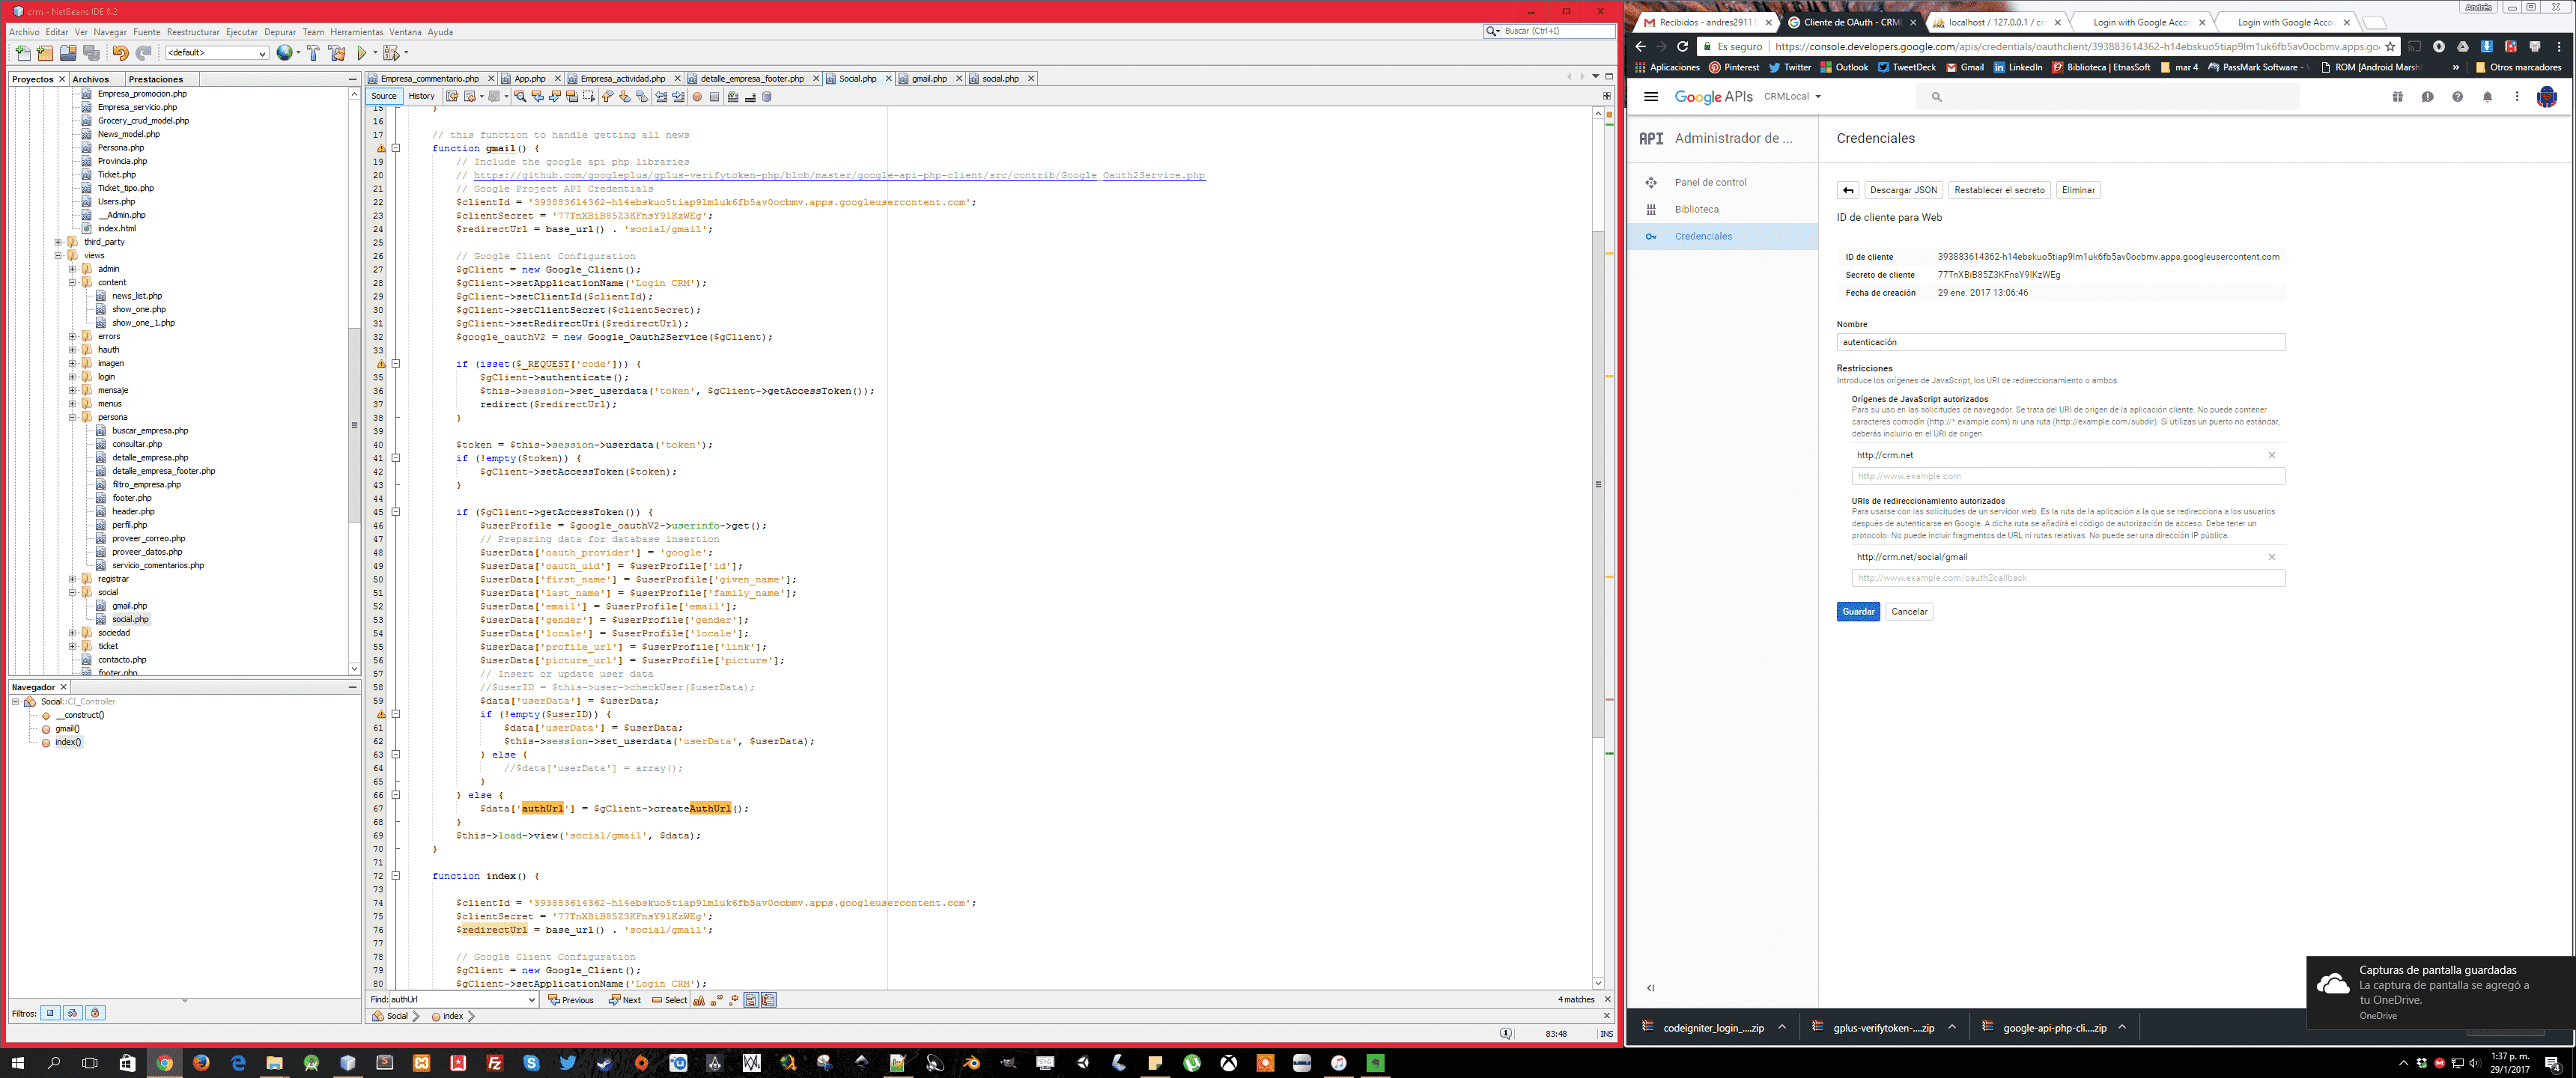 crm - NetBeans IDE 8.2
Archivo Editar Ver Navegar Fuente Reestructurar Ejecutar Depurar Team Herramientas Ventana Ayuda
Buscar (Ctrl+I)
<default>
Proyectos Archivos Prestaciones
Empresa_promocion.php
Empresa_servicio.php
Grocery_crud_model.php
News_model.php
Persona.php
Provincia.php
Ticket.php
Ticket_tipo.php
Users.php
__Admin.php
index.html
third_party
views
admin
content
news_list.php
show_one.php
show_one_1.php
errors
hauth
imagen
login
mensaje
menus
persona
buscar_empresa.php
consultar.php
detalle_empresa.php
detalle_empresa_footer.php
filtro_empresa.php
footer.php
header.php
perfil.php
proveer_correo.php
proveer_datos.php
servicio_comentarios.php
registrar
social
gmail.php
social.php
sociedad
ticket
contacto.php
footer.php
Navegador
Social::CI_Controller
__construct()
gmail()
index()
Filtros:
Empresa_commentario.php App.php Empresa_actividad.php detalle_empresa_footer.php Social.php gmail.php social.php
Source History
15 }
16
17 // this function to handle getting all news
function gmail() {
19 // Include the google api php libraries
20 // https://github.com/googleplus/gplus-verifytoken-php/blob/master/google-api-php-client/src/contrib/Google_Oauth2Service.php
21 // Google Project API Credentials
22 $clientId = '393883614362-h14ebskuo5tiap9lm1uk6fb5av0ocbmv.apps.googleusercontent.com';
23 $clientSecret = '77TnXBiB85Z3KFnsY9lKzWEg';
24 $redirectUrl = base_url() . 'social/gmail';
25
26 // Google Client Configuration
27 $gClient = new Google_Client();
28 $gClient->setApplicationName('Login CRM');
29 $gClient->setClientId($clientId);
30 $gClient->setClientSecret($clientSecret);
31 $gClient->setRedirectUri($redirectUrl);
32 $google_oauthV2 = new Google_Oauth2Service($gClient);
33
if (isset($_REQUEST['code'])) {
35 $gClient->authenticate();
36 $this->session->set_userdata('token', $gClient->getAccessToken());
37 redirect($redirectUrl);
38 }
39
40 $token = $this->session->userdata('token');
41 if (!empty($token)) {
42 $gClient->setAccessToken($token);
43 }
44
45 if ($gClient->getAccessToken()) {
46 $userProfile = $google_oauthV2->userinfo->get();
47 // Preparing data for database insertion
48 $userData['oauth_provider'] = 'google';
49 $userData['oauth_uid'] = $userProfile['id'];
50 $userData['first_name'] = $userProfile['given_name'];
51 $userData['last_name'] = $userProfile['family_name'];
52 $userData['email'] = $userProfile['email'];
53 $userData['gender'] = $userProfile['gender'];
54 $userData['locale'] = $userProfile['locale'];
55 $userData['profile_url'] = $userProfile['link'];
56 $userData['picture_url'] = $userProfile['picture'];
57 // Insert or update user data
58 //$userID = $this->user->checkUser($userData);
59 $data['userData'] = $userData;
if (!empty($userID)) {
61 $data['userData'] = $userData;
62 $this->session->set_userdata('userData', $userData);
63 } else {
64 //$data['userData'] = array();
65 }
66 } else {
67 $data['authUrl'] = $gClient->createAuthUrl();
68 }
69 $this->load->view('social/gmail', $data);
70 }
71
72 function index() {
73
74 $clientId = '393883614362-h14ebskuo5tiap9lm1uk6fb5av0ocbmv.apps.googleusercontent.com';
75 $clientSecret = '77TnXBiB85Z3KFnsY9lKzWEg';
76 $redirectUrl = base_url() . 'social/gmail';
77
78 // Google Client Configuration
79 $gClient = new Google_Client();
80 $gClient->setApplicationName('Login CRM');
Find: authUrl Previous Next Select 4 matches
Social index
83:48 INS
Andrés
Recibidos - andres29111 Cliente de OAuth - CRM localhost / 127.0.0.1 / crm Login with Google Accou Login with Google Accou
Es seguro https://console.developers.google.com/apis/credentials/oauthclient/393883614362-h14ebskuo5tiap9lm1uk6fb5av0ocbmv.apps.go
Aplicaciones Pinterest Twitter Outlook TweetDeck Gmail LinkedIn Biblioteca | EtnasSoft mar 4 PassMark Software - ROM [Android Marsh » Otros marcadores
Google APIs CRMLocal
API Administrador de ...
Panel de control
Biblioteca
Credenciales
Credenciales
Descargar JSON Restablecer el secreto Eliminar
ID de cliente para Web
ID de cliente 393883614362-h14ebskuo5tiap9lm1uk6fb5av0ocbmv.apps.googleusercontent.com
Secreto de cliente 77TnXBiB85Z3KFnsY9lKzWEg
Fecha de creación 29 ene. 2017 13:06:46
Nombre
autenticación
Restricciones
Introduce los orígenes de JavaScript, los URI de redireccionamiento o ambos
Orígenes de JavaScript autorizados
Para su uso en las solicitudes de navegador. Se trata del URI de origen de la aplicación cliente. No puede contener
caracteres comodín (http://*.example.com) ni una ruta (http://example.com/subdir). Si utilizas un puerto no estándar,
deberás incluirlo en el URI de origen.
http://crm.net
http://www.example.com
URIs de redireccionamiento autorizados
Para usarse con las solicitudes de un servidor web. Es la ruta de la aplicación a la que se redirecciona a los usuarios
después de autenticarse en Google. A dicha ruta se añadirá el código de autorización de acceso. Debe tener un
protocolo. No puede incluir fragmentos de URL ni rutas relativas. No puede ser una dirección IP pública.
http://crm.net/social/gmail
http://www.example.com/oauth2callback
Guardar Cancelar
Capturas de pantalla guardadas
La captura de pantalla se agregó a
tu OneDrive.
OneDrive
codeigniter_login_....zip gplus-verifytoken-....zip google-api-php-cli....zip
1:37 p. m.
29/1/2017
4